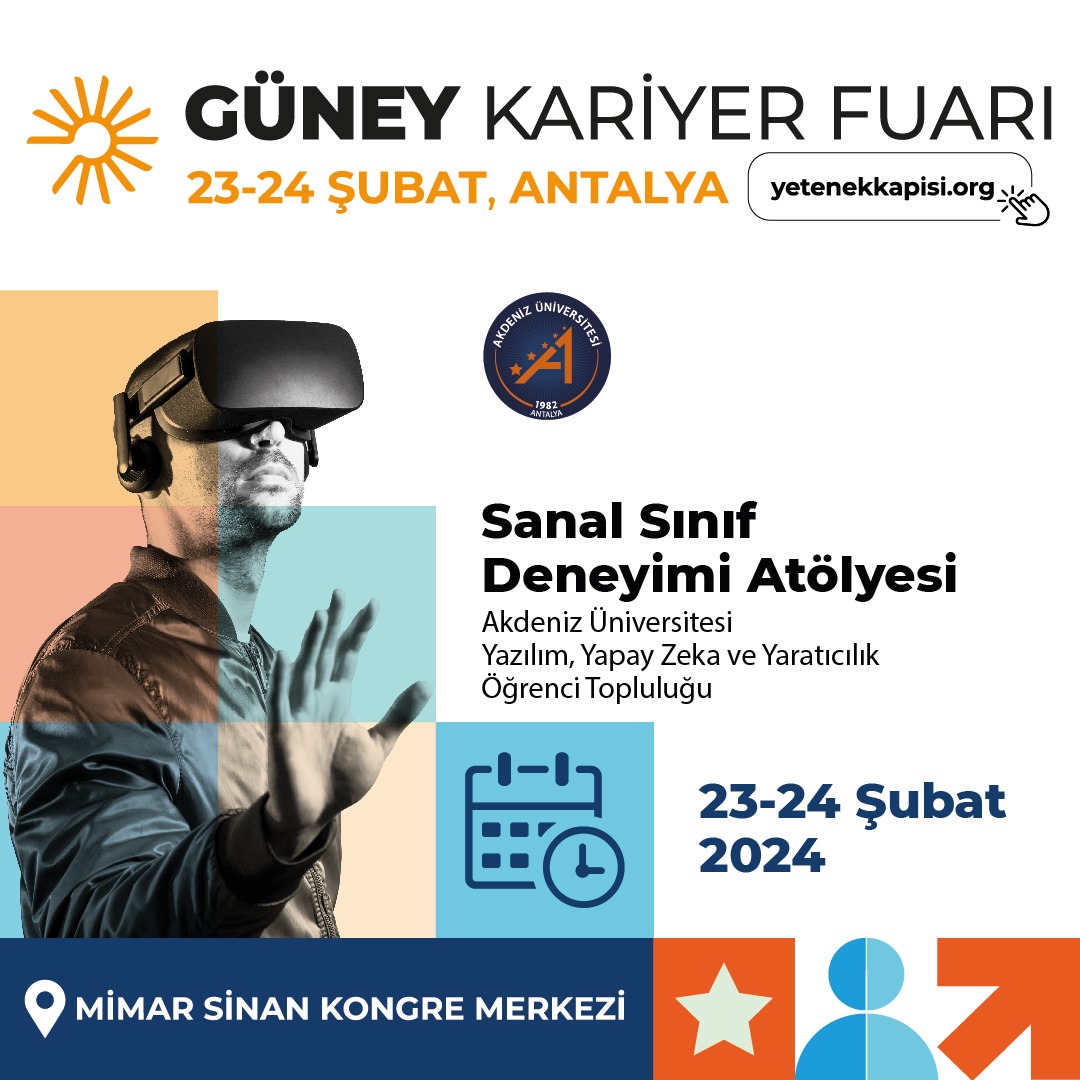 GÜNEY KARİYER FUARI
23-24 ŞUBAT, ANTALYA
yetenekkapisi.org
AKDENİZ ÜNİVERSİTESİ
1982
ANTALYA
Sanal Sınıf
Deneyimi Atölyesi
Akdeniz Üniversitesi
Yazılım, Yapay Zeka ve Yaratıcılık
Öğrenci Topluluğu
23-24 Şubat
2024
MİMAR SİNAN KONGRE MERKEZİ